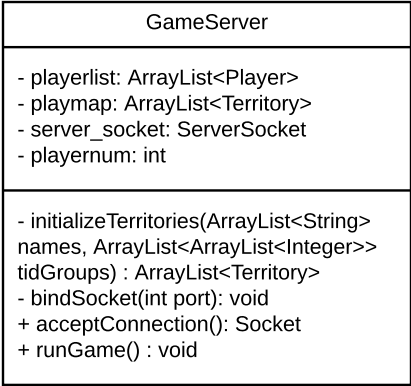 GameServer
- playerlist: ArrayList<Player>
- playmap: ArrayList<Territory>
- server_socket: ServerSocket
- playernum: int
- initializeTerritories(ArrayList<String>
names, ArrayList<ArrayList<Integer>>
tidGroups) : ArrayList<Territory>
- bindSocket(int port): void
+ acceptConnection(): Socket
+ runGame() : void